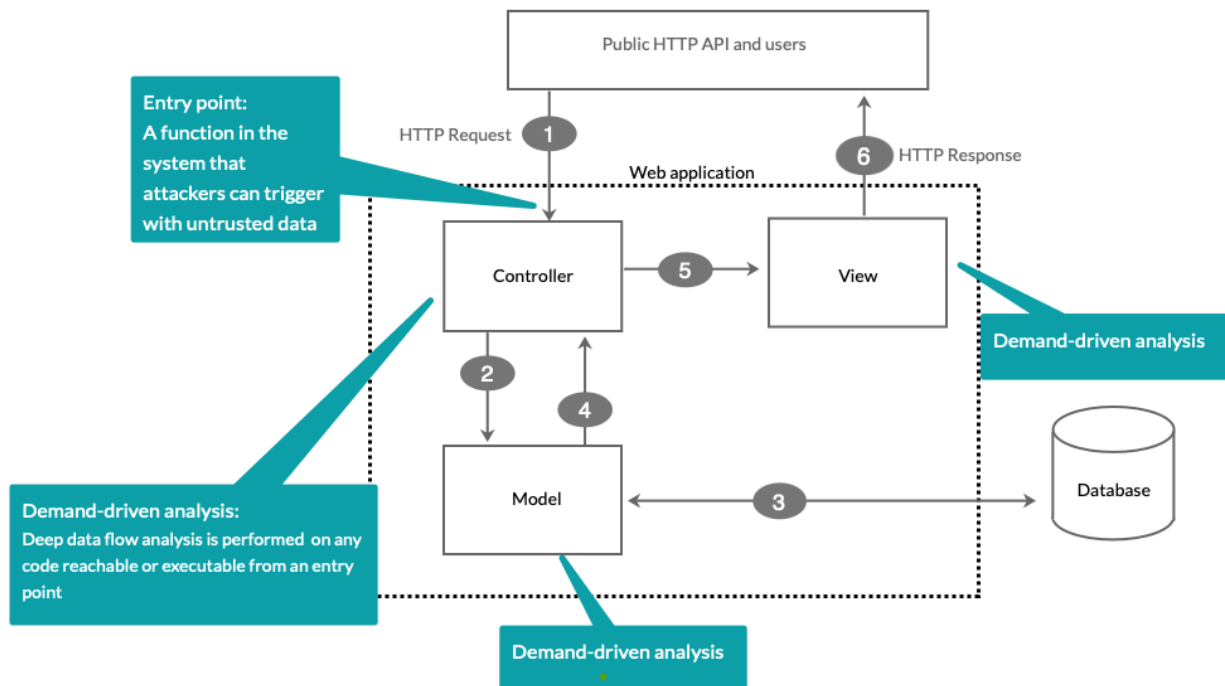 Public HTTP API and users
Entry point:
A function in the
system that
attackers can trigger
with untrusted data
HTTP Request
1
6
HTTP Response
Web application
Controller
5
View
Demand-driven analysis
2
4
Model
3
Database
Demand-driven analysis:
Deep data flow analysis is performed on any
code reachable or executable from an entry
point
Demand-driven analysis